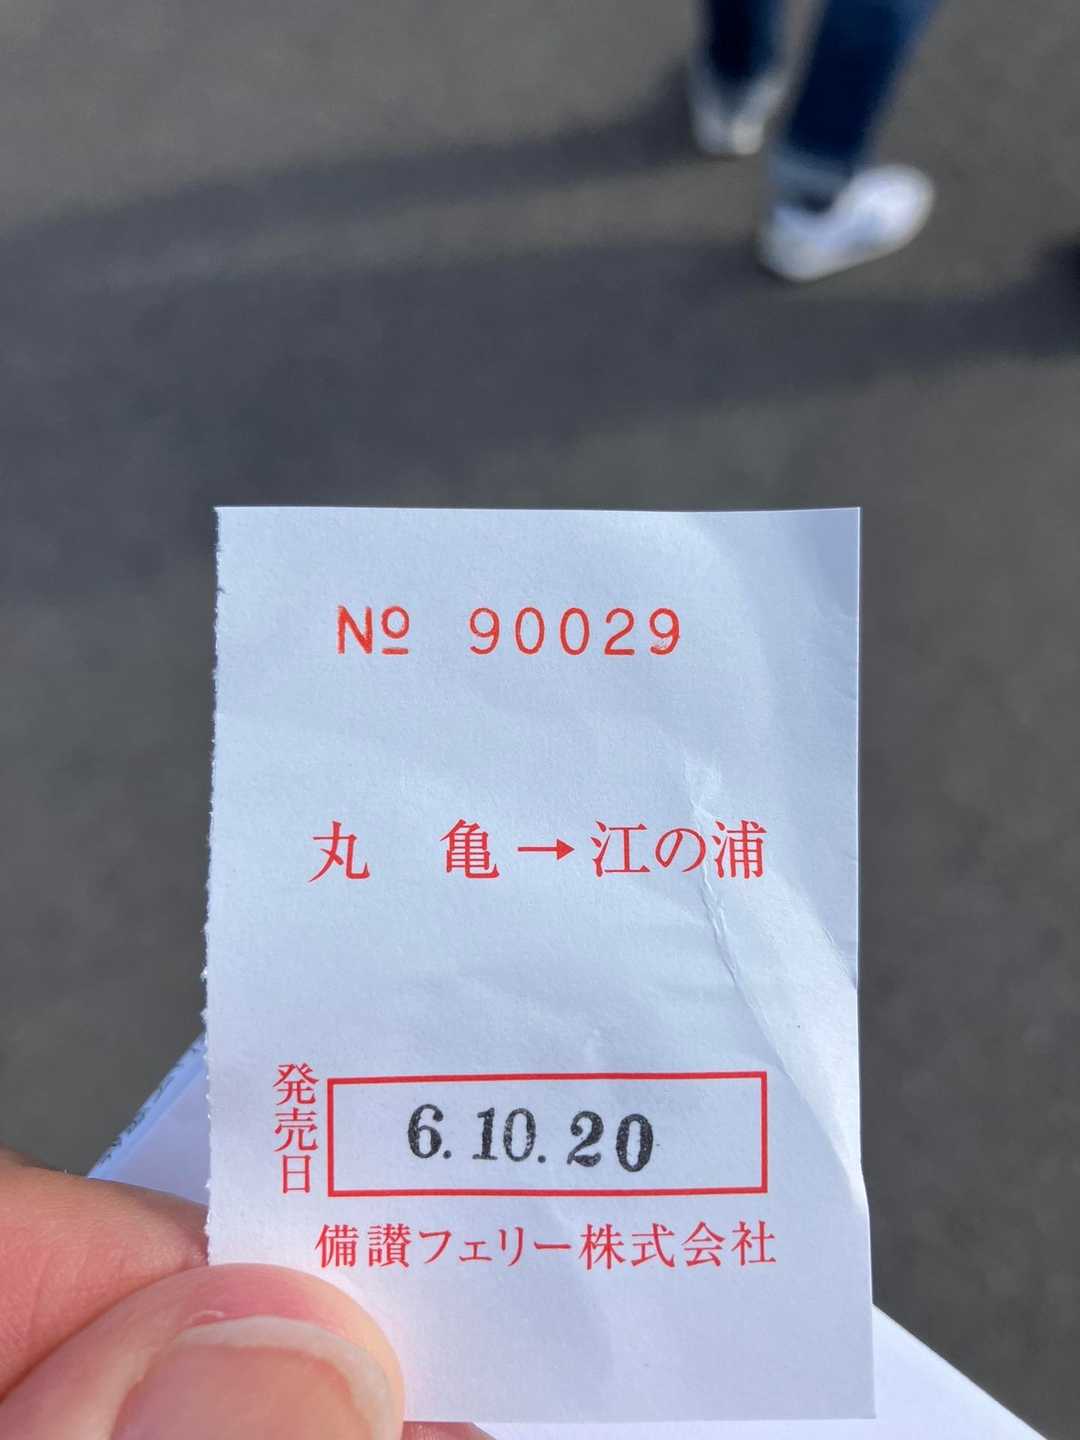 № 90029
丸 亀→江の浦
発売日
6.10.20
備讃フェリー株式会社